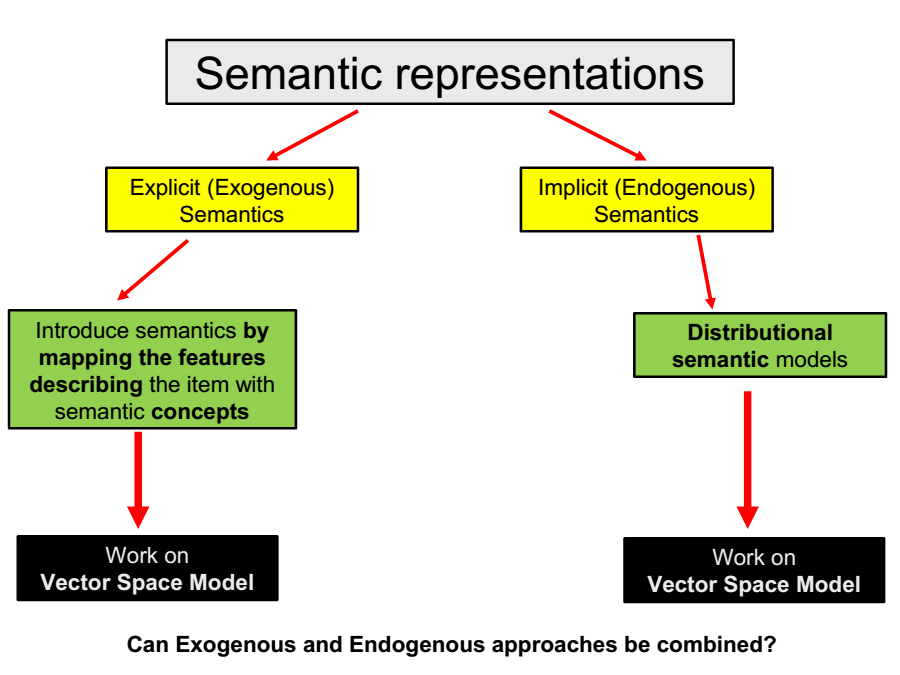 Semantic representations
Explicit (Exogenous)
Semantics
Implicit (Endogenous)
Semantics
Introduce semantics by
mapping the features
describing the item with
semantic concepts
Distributional
semantic models
Work on
Vector Space Model
Work on
Vector Space Model
Can Exogenous and Endogenous approaches be combined?